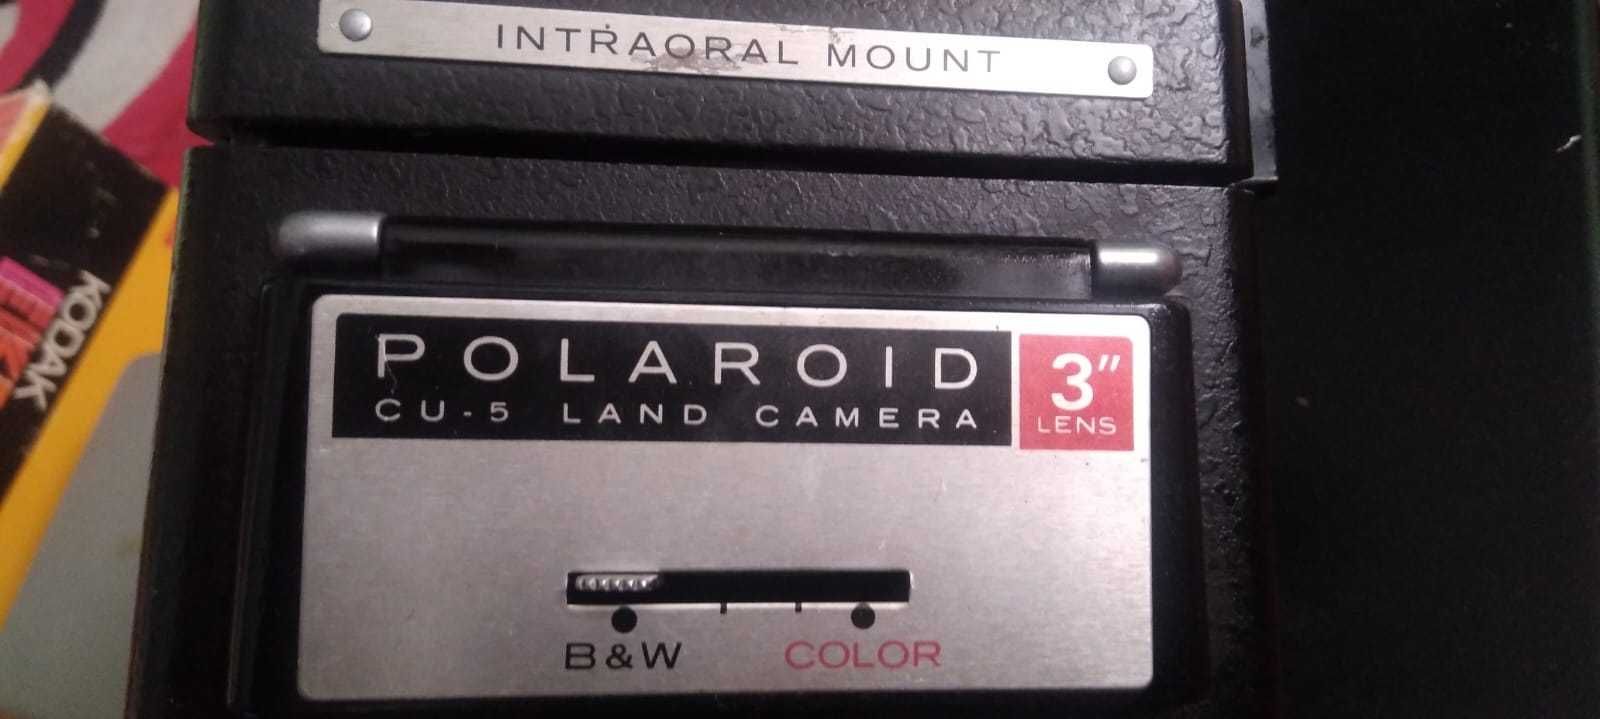 INTRAORAL MOUNT
POLAROID
CU-5 LAND CAMERA
3" LENS
B&W
COLOR
KODAK